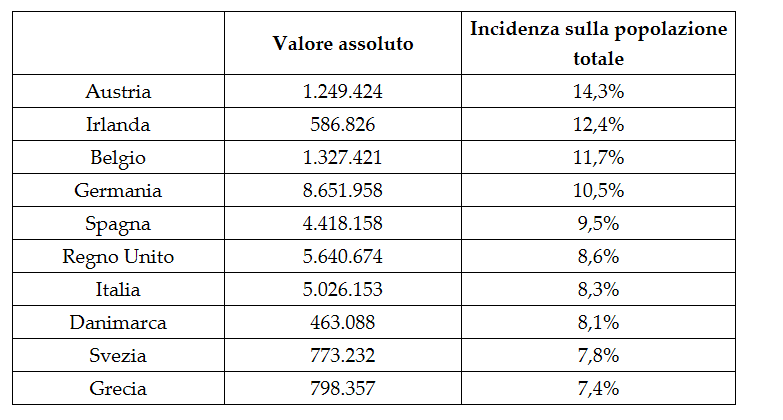 Valore assoluto Incidenza sulla popolazione
totale
Austria 1.249.424 14,3%
Irlanda 586.826 12,4%
Belgio 1.327.421 11,7%
Germania 8.651.958 10,5%
Spagna 4.418.158 9,5%
Regno Unito 5.640.674 8,6%
Italia 5.026.153 8,3%
Danimarca 463.088 8,1%
Svezia 773.232 7,8%
Grecia 798.357 7,4%